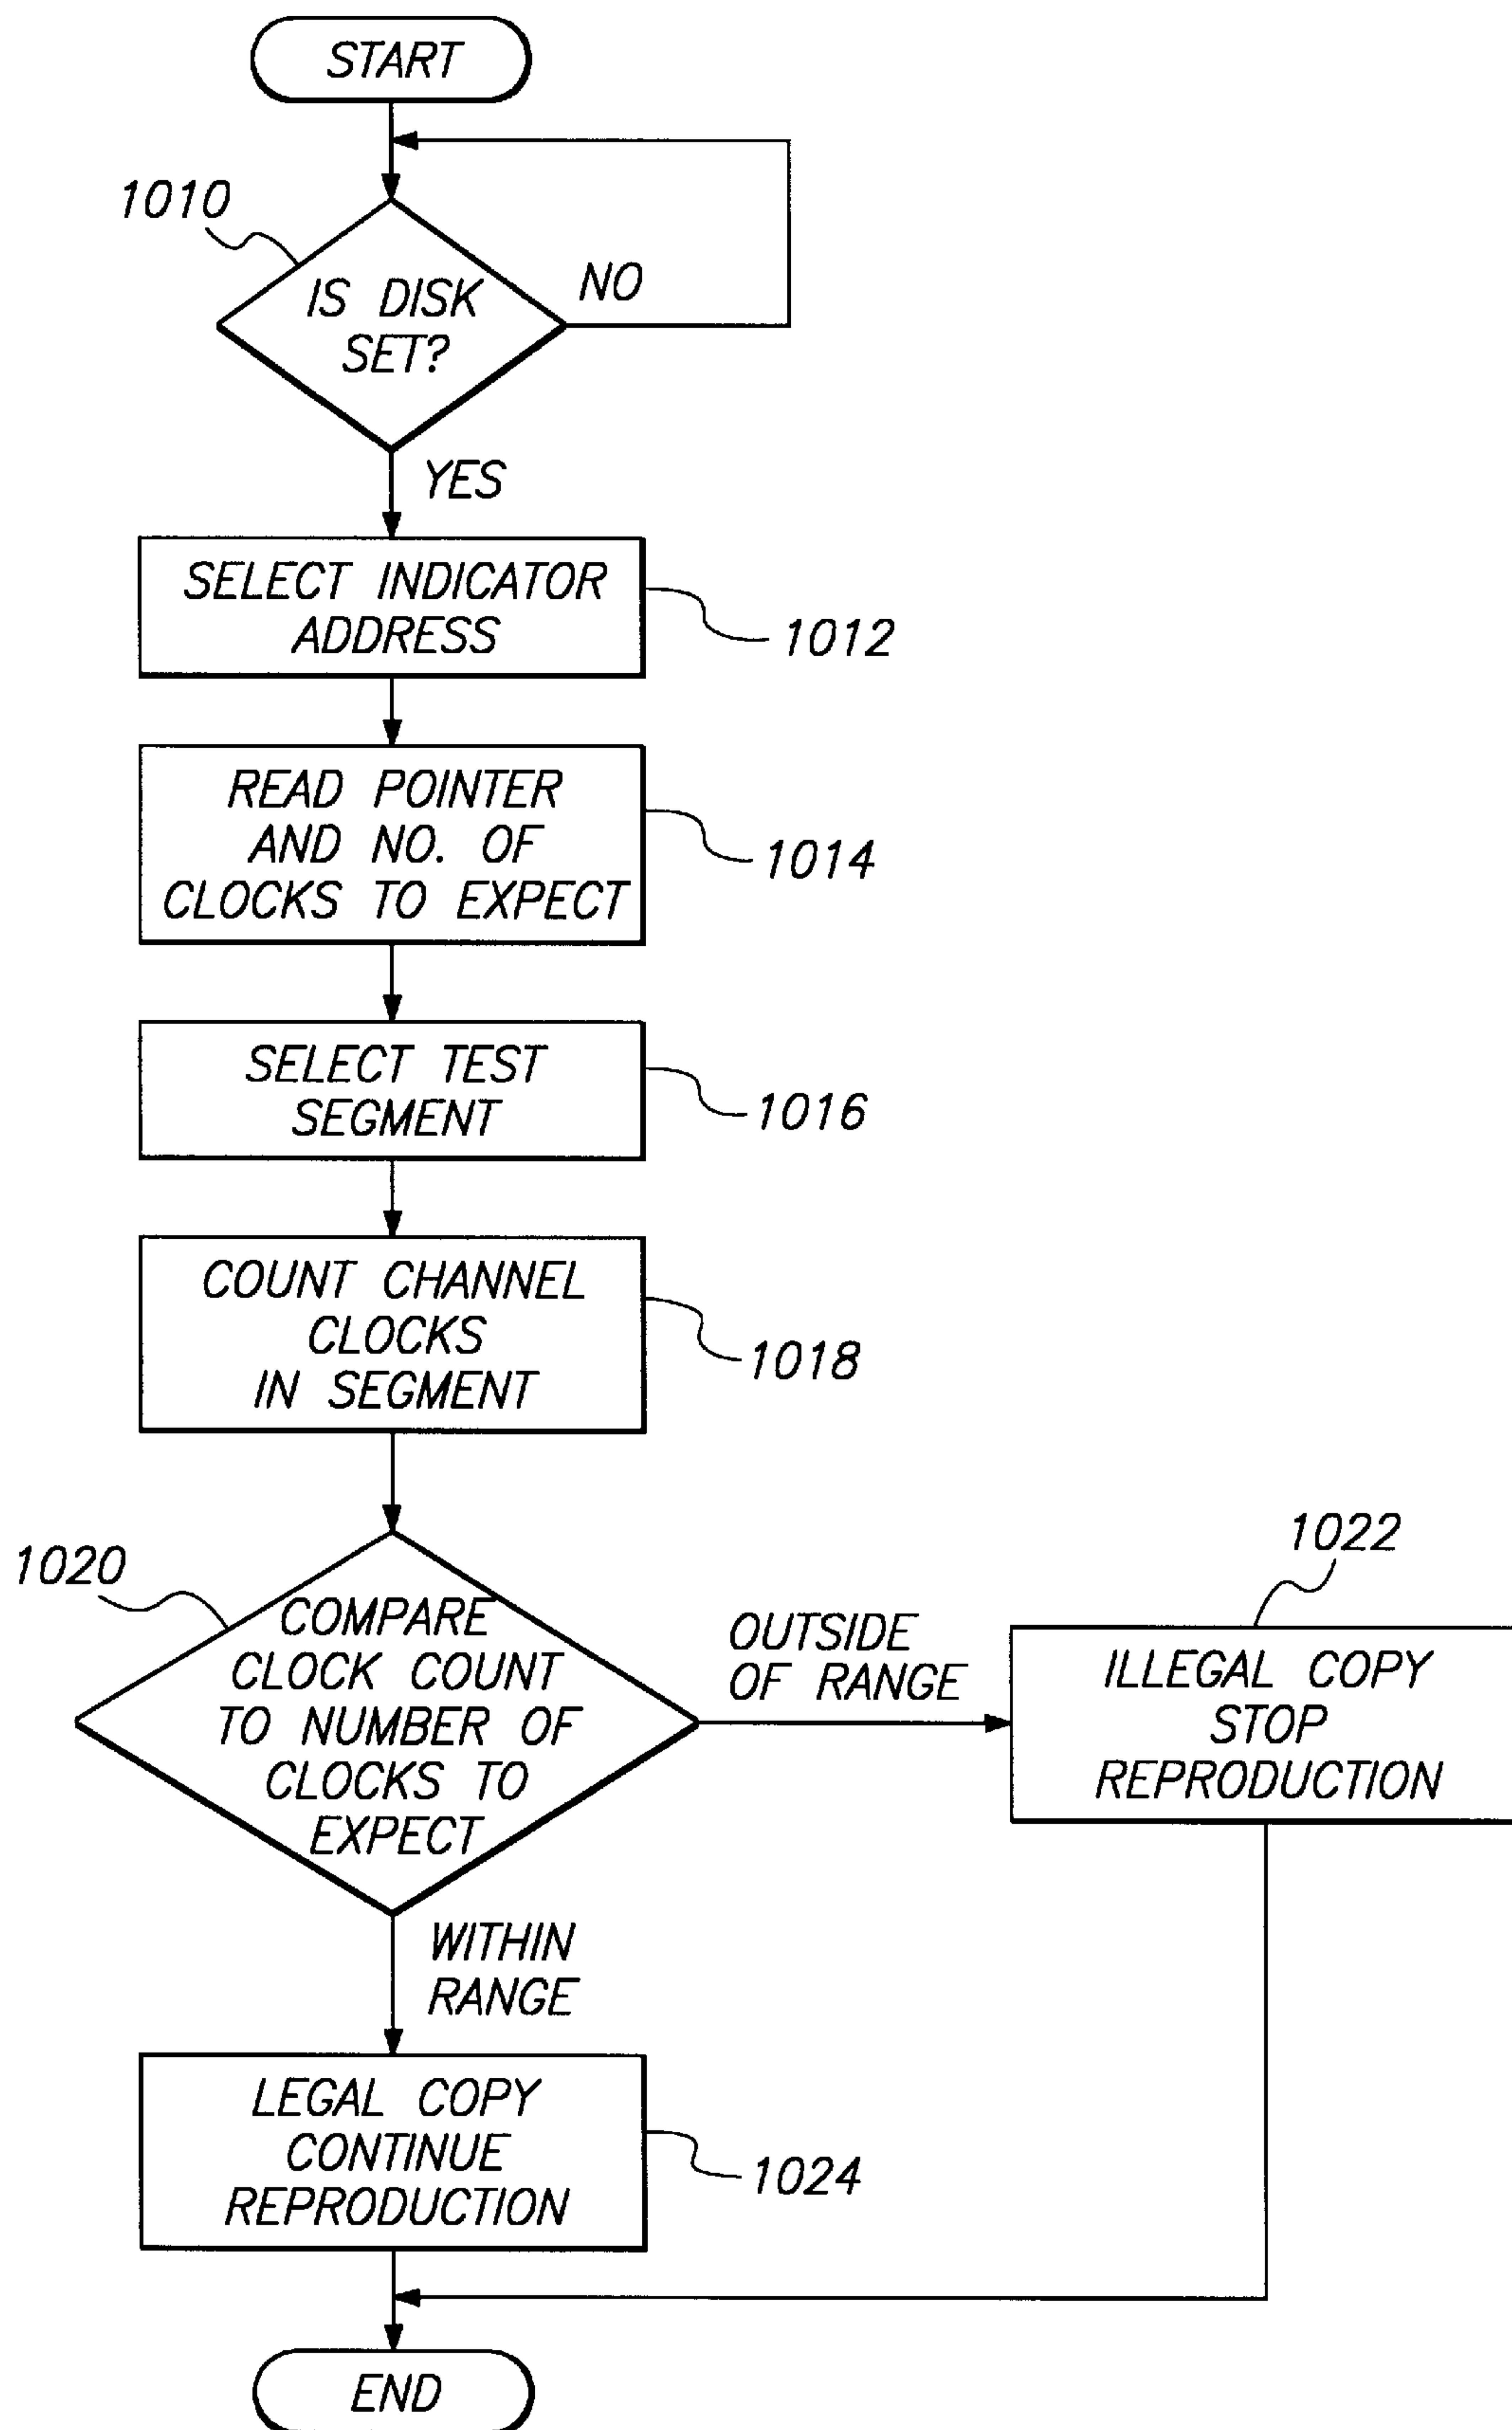 START
1010
IS DISK
SET?
NO
YES
SELECT INDICATOR
ADDRESS
1012
READ POINTER
AND NO. OF
CLOCKS TO EXPECT
1014
SELECT TEST
SEGMENT
1016
COUNT CHANNEL
CLOCKS
IN SEGMENT
1018
1020
COMPARE
CLOCK COUNT
TO NUMBER OF
CLOCKS TO
EXPECT
OUTSIDE
OF RANGE
1022
ILLEGAL COPY
STOP
REPRODUCTION
WITHIN
RANGE
LEGAL COPY
CONTINUE
REPRODUCTION
1024
END